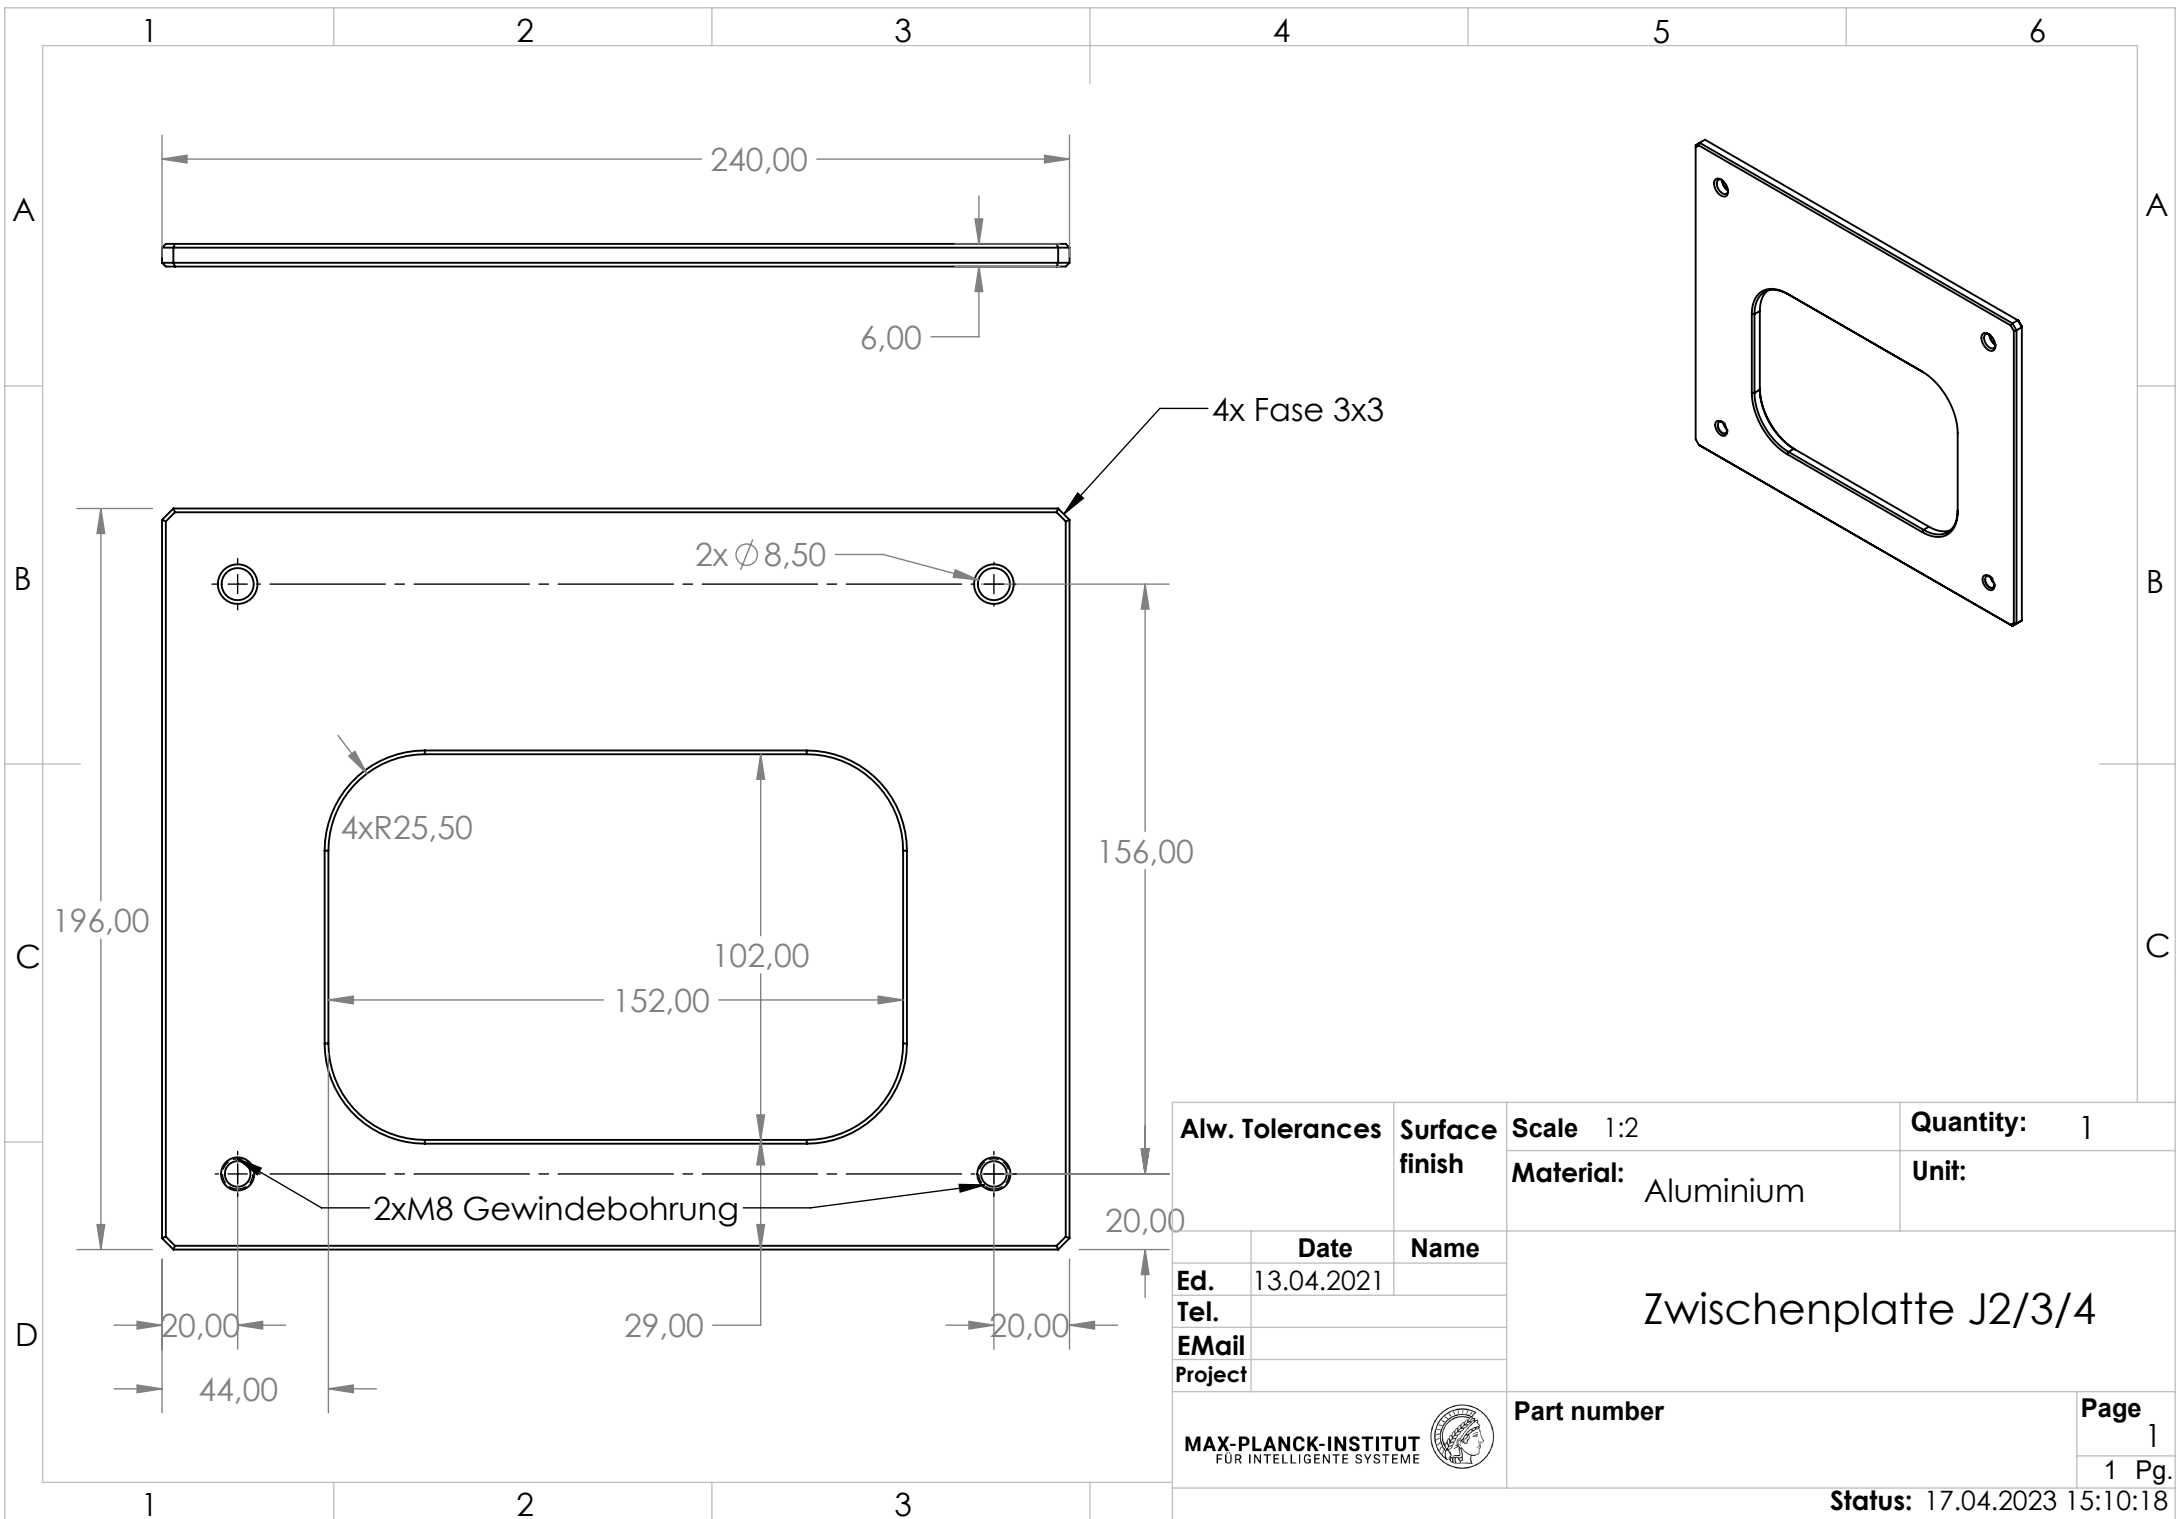 1 2 3 4 5 6
A A
240,00
6,00
4x Fase 3x3
B B
2x ⌀8,50
4xR25,50
156,00
196,00
C C
102,00
152,00
2xM8 Gewindebohrung
20,00
D
20,00
29,00
20,00
44,00
Alw. Tolerances
Surface
finish
Scale 1:2
Quantity: 1
Material: Aluminium
Unit:
Date Name
Ed. 13.04.2021
Tel.
EMail
Project
Zwischenplatte J2/3/4
MAX-PLANCK-INSTITUT
FÜR INTELLIGENTE SYSTEME
Part number
Page
1
1 Pg.
1 2 3
Status: 17.04.2023 15:10:18